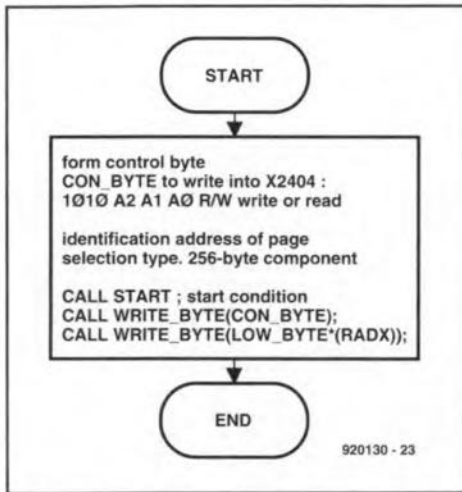 START
form control byte
CON_BYTE to write into X2404 :
1Ø1Ø A2 A1 AØ R/W write or read
identification address of page
selection type. 256-byte component
CALL START ; start condition
CALL WRITE_BYTE(CON_BYTE);
CALL WRITE_BYTE(LOW_BYTE*(RADX));
END
920130 - 23